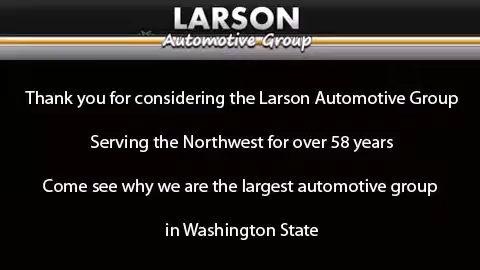 LARSON
Automotive Group
Thank you for considering the Larson Automotive Group
Serving the Northwest for over 58 years
Come see why we are the largest automotive group
in Washington State